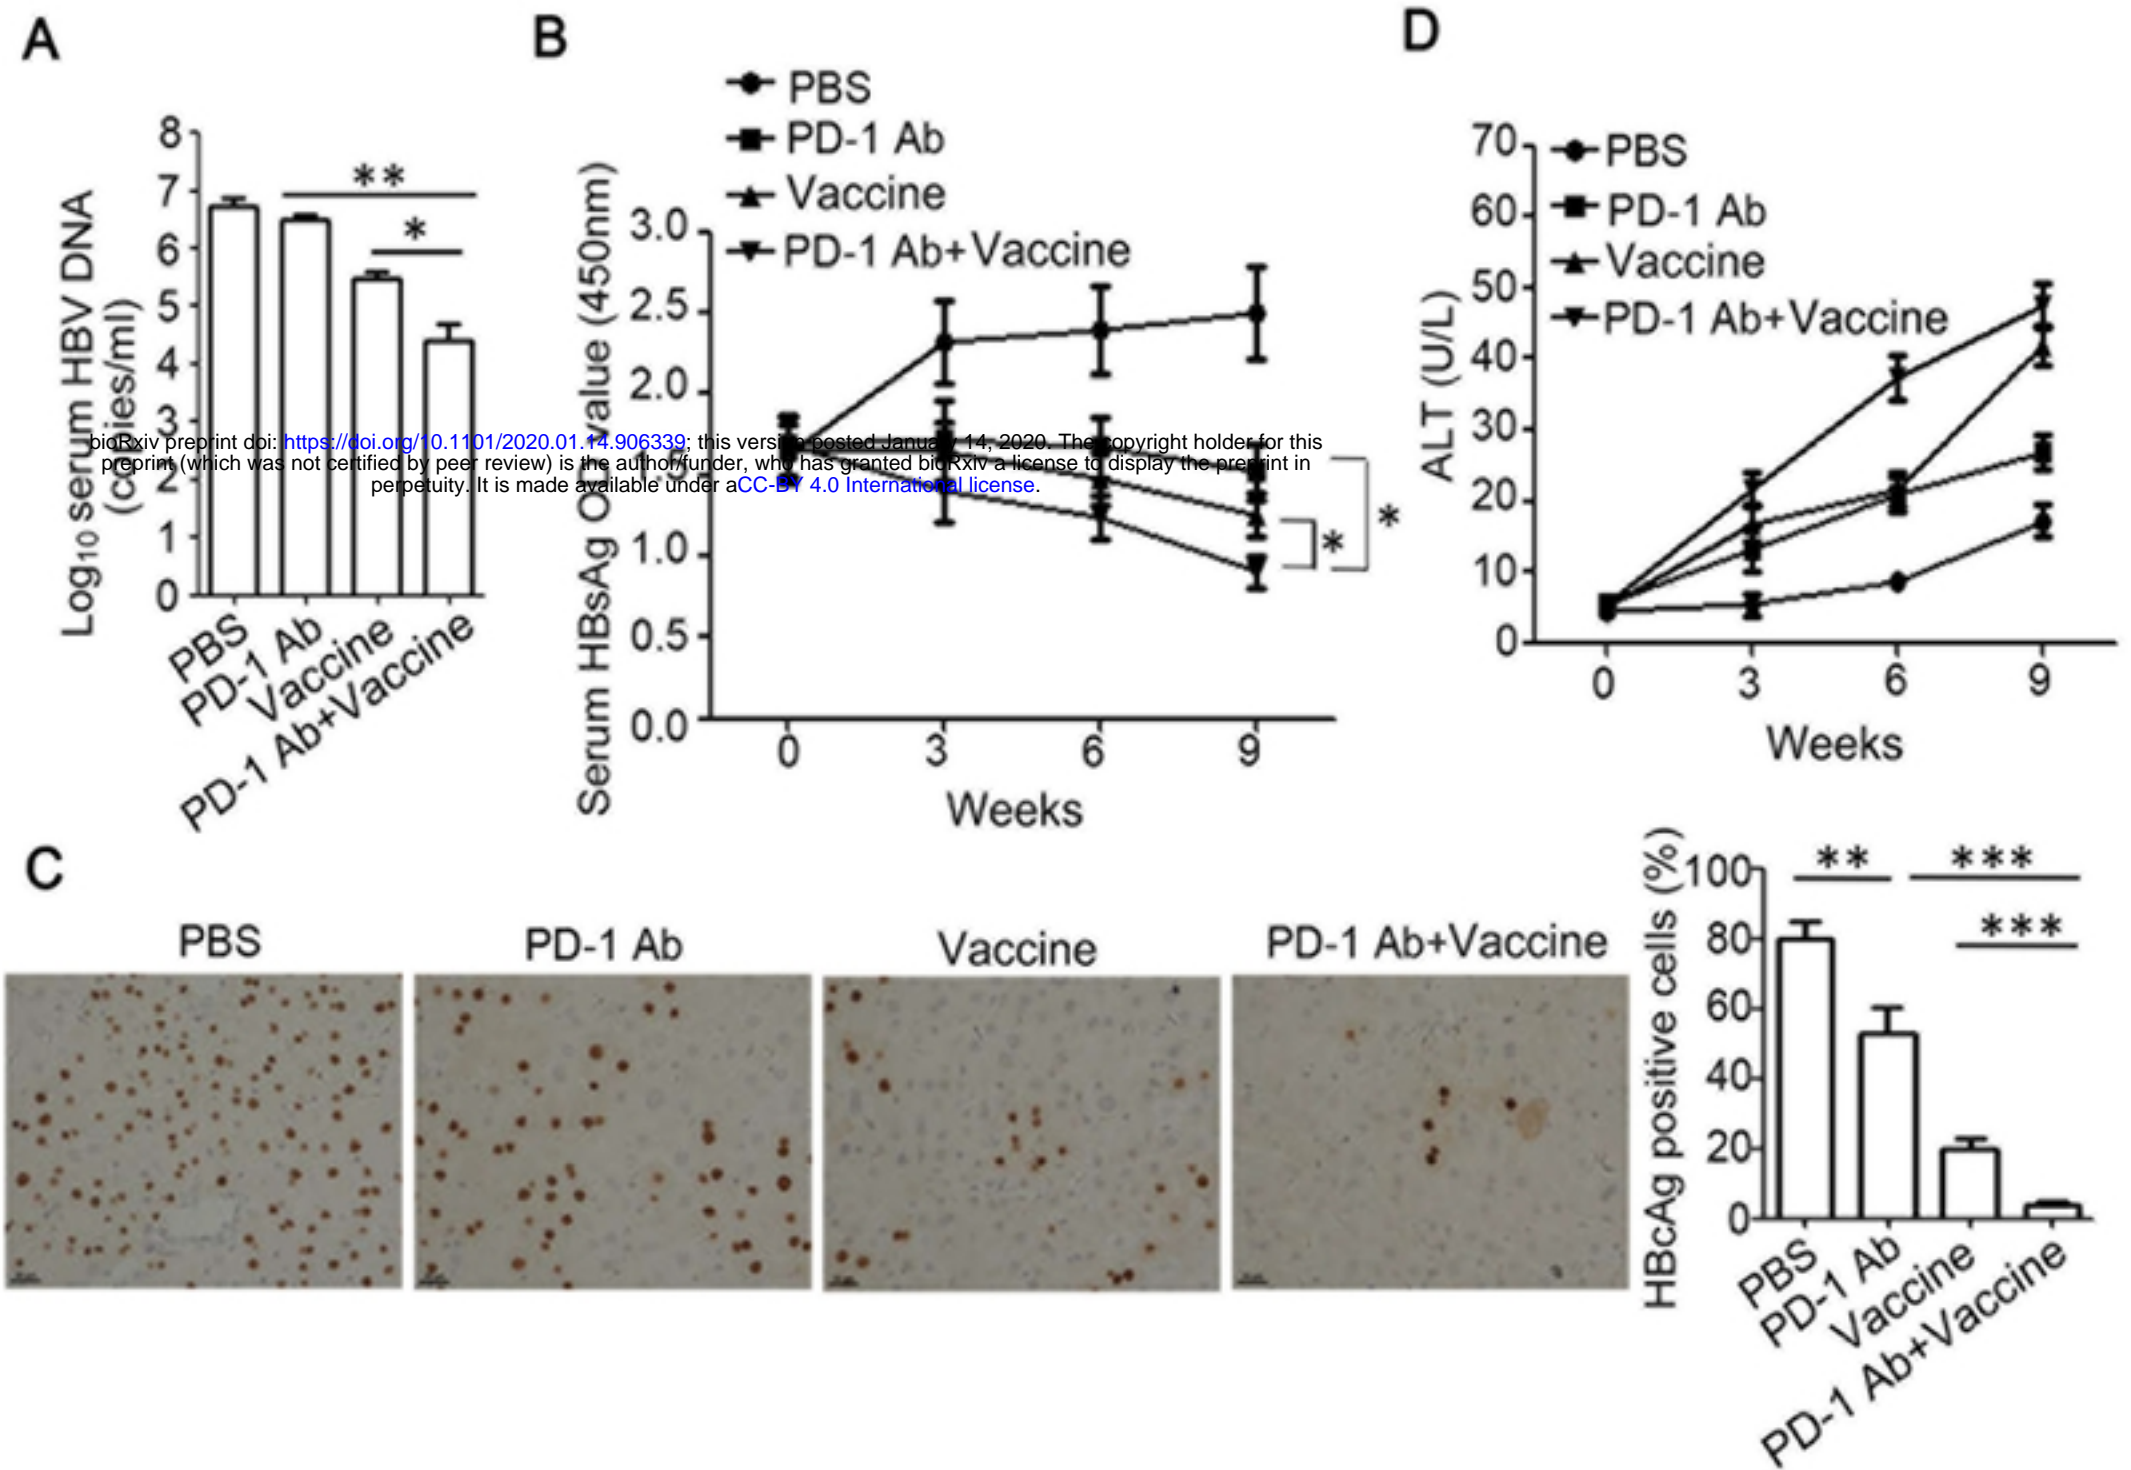 A
B
D
PBS
PD-1 Ab
Vaccine
PD-1 Ab+Vaccine
8
7
6
5
4
3
2
1
0
**
*
Log10 serum HBV DNA
(copies/ml)
PBS
PD-1 Ab
Vaccine
PD-1 Ab+Vaccine
3.0
2.5
2.0
1.5
1.0
0.5
0.0
Serum HBsAg OD value (450nm)
*
*
0
3
6
9
Weeks
70
60
50
40
30
20
10
0
ALT (U/L)
PBS
PD-1 Ab
Vaccine
PD-1 Ab+Vaccine
0
3
6
9
Weeks
bioRxiv preprint doi: https://doi.org/10.1101/2020.01.14.906339; this version posted January 14, 2020. The copyright holder for this
preprint (which was not certified by peer review) is the author/funder, who has granted bioRxiv a license to display the preprint in
perpetuity. It is made available under aCC-BY 4.0 International license.
C
PBS
PD-1 Ab
Vaccine
PD-1 Ab+Vaccine
HBcAg positive cells (%)
100
80
60
40
20
0
**
***
***
PBS
PD-1 Ab
Vaccine
PD-1 Ab+Vaccine